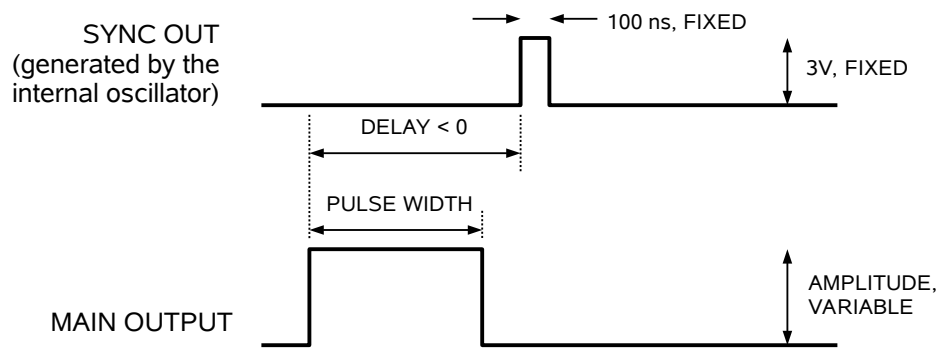 100 ns, FIXED
SYNC OUT
(generated by the
internal oscillator)
3V, FIXED
DELAY < 0
PULSE WIDTH
AMPLITUDE,
VARIABLE
MAIN OUTPUT